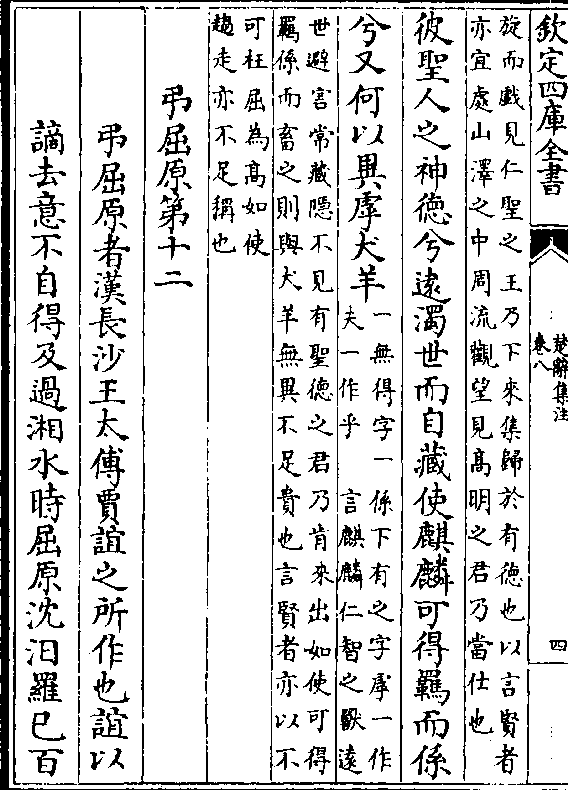 欽定四庫全書
楚辭集注
卷八
四
旋而戲見仁聖之王乃下來集歸於有德也以言賢者
亦宜處山澤之中周流觀望見高明之君乃當仕也
彼聖人之神德兮遠濁世而自藏使麒麟可得羈而係
兮又何以異虖犬羊
一無得字一係下有之字虖一作
夫一作乎 言麒麟仁智之獸遠
世避害常藏隱不見有聖德之君乃肯來出如使可得
羈係而畜之則與犬羊無異不足貴也言賢者亦以不
可枉屈為高如使
趨走亦不足稱也
弔屈原第十二
弔屈原者漢長沙王太傅賈誼之所作也誼以
謫去意不自得及過湘水時屈原沈汨羅已百